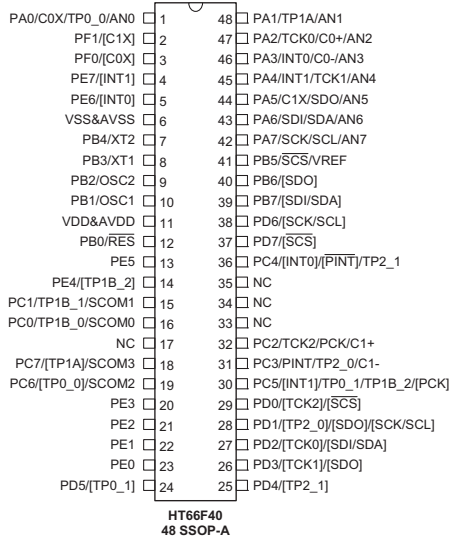 PA0/C0X/TP0_0/AN0 1 48 PA1/TP1A/AN1
PF1/[C1X] 2 47 PA2/TCK0/C0+/AN2
PF0/[C0X] 3 46 PA3/INT0/C0-/AN3
PE7/[INT1] 4 45 PA4/INT1/TCK1/AN4
PE6/[INT0] 5 44 PA5/C1X/SDO/AN5
VSS&AVSS 6 43 PA6/SDI/SDA/AN6
PB4/XT2 7 42 PA7/SCK/SCL/AN7
PB3/XT1 8 41 PB5/SCS/VREF
PB2/OSC2 9 40 PB6/[SDO]
PB1/OSC1 10 39 PB7/[SDI/SDA]
VDD&AVDD 11 38 PD6/[SCK/SCL]
PB0/RES 12 37 PD7/[SCS]
PE5 13 36 PC4/[INT0]/[PINT]/TP2_1
PE4/[TP1B_2] 14 35 NC
PC1/TP1B_1/SCOM1 15 34 NC
PC0/TP1B_0/SCOM0 16 33 NC
NC 17 32 PC2/TCK2/PCK/C1+
PC7/[TP1A]/SCOM3 18 31 PC3/PINT/TP2_0/C1-
PC6/[TP0_0]/SCOM2 19 30 PC5/[INT1]/TP0_1/TP1B_2/[PCK]
PE3 20 29 PD0/[TCK2]/[SCS]
PE2 21 28 PD1/[TP2_0]/[SDO]/[SCK/SCL]
PE1 22 27 PD2/[TCK0]/[SDI/SDA]
PE0 23 26 PD3/[TCK1]/[SDO]
PD5/[TP0_1] 24 25 PD4/[TP2_1]
HT66F40
48 SSOP-A